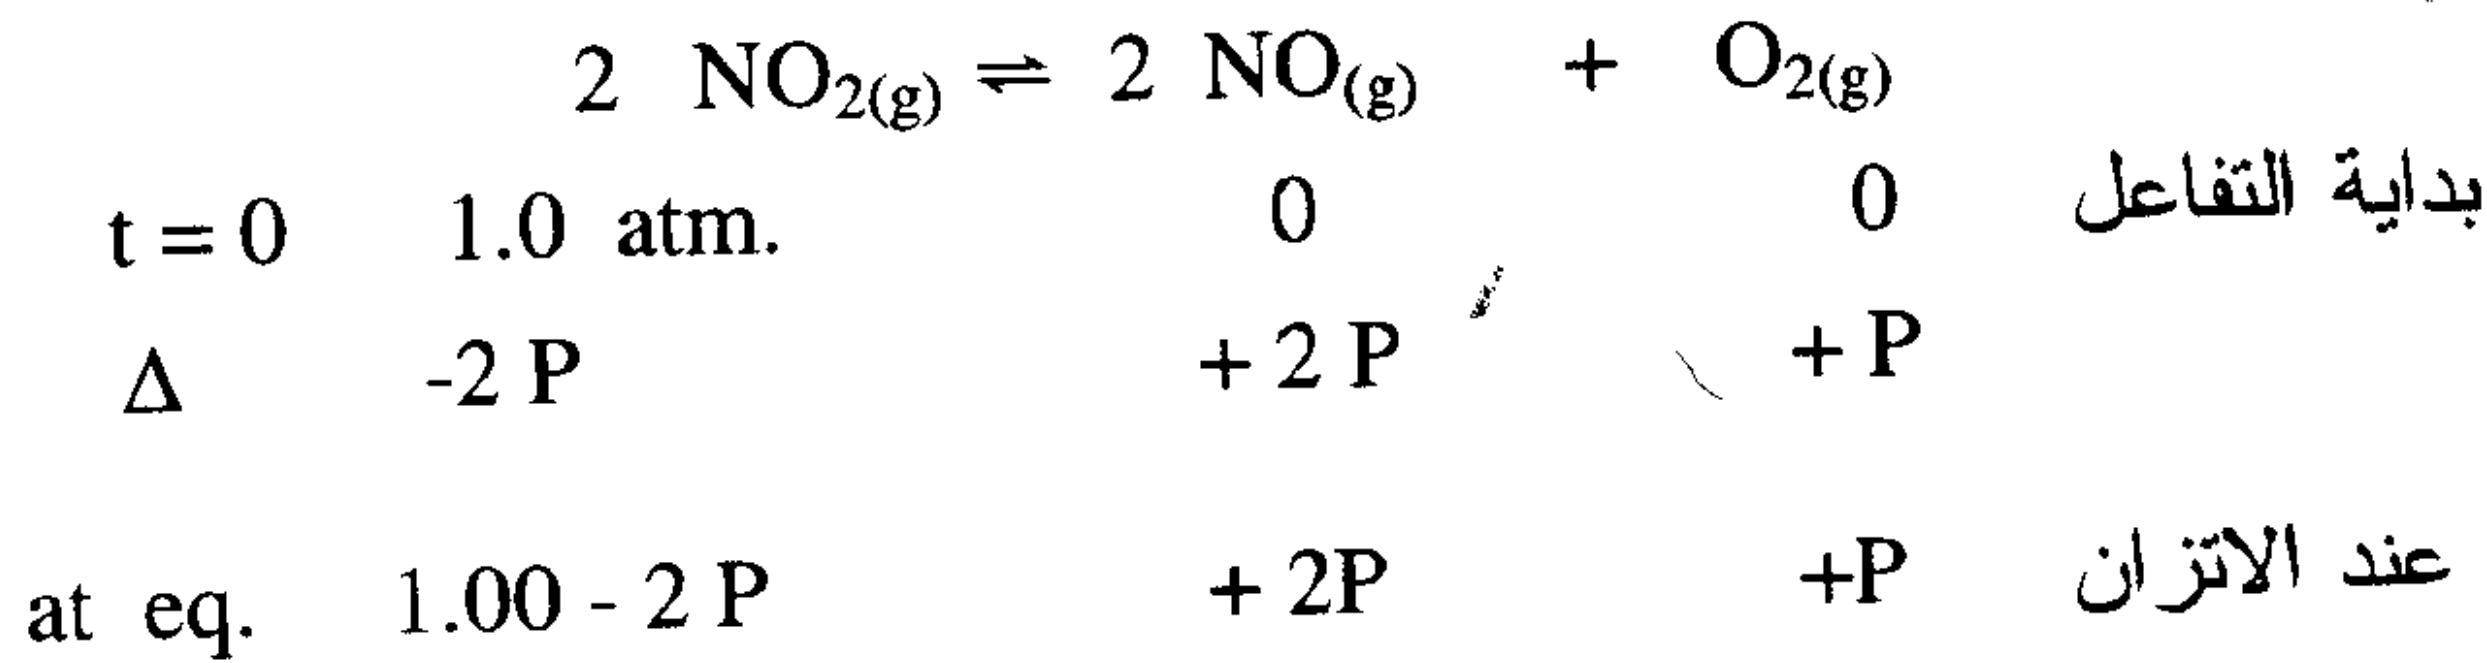 2 NO₂(g) ⇌ 2 NO(g) + O₂(g)
t = 0 1.0 atm. 0 0 بداية التفاعل
Δ -2 P + 2 P + P
at eq. 1.00 - 2 P + 2P +P عند الاتزان